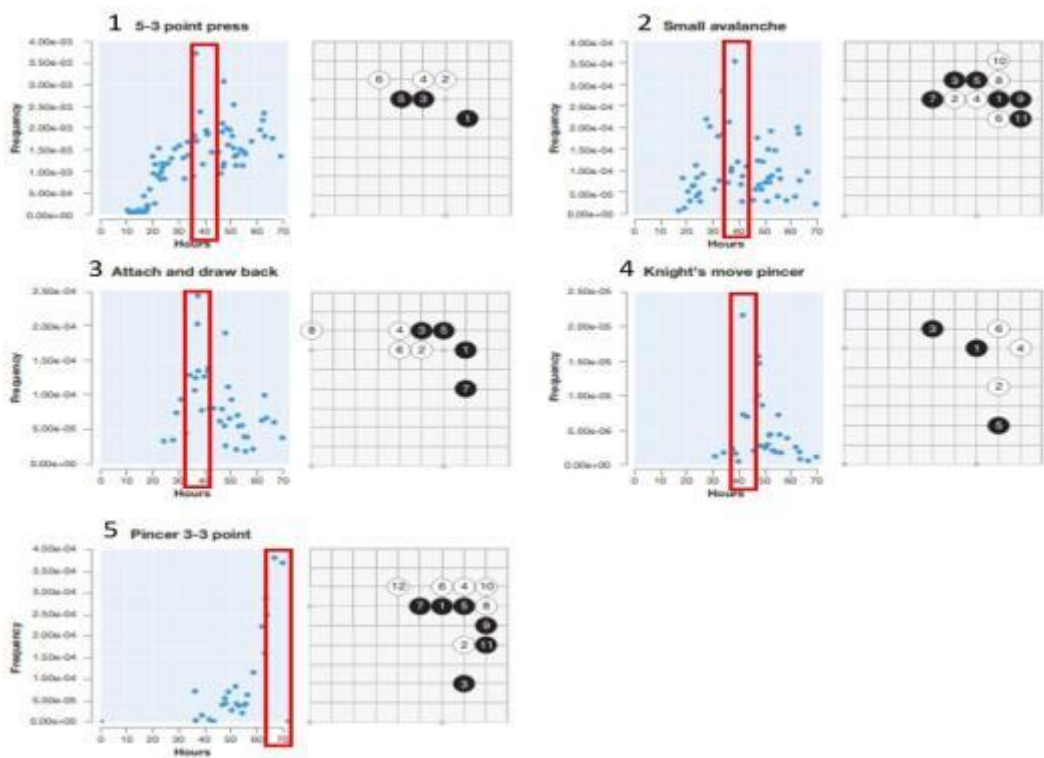 1 5-3 point press
4.00e-03
3.50e-03
3.00e-03
2.50e-03
2.00e-03
1.50e-03
1.00e-03
5.00e-04
0.00e+00
Frequency
0 10 20 30 40 50 60 70
Hours
6 4 2
5 3
1
2 Small avalanche
4.00e-04
3.50e-04
3.00e-04
2.50e-04
2.00e-04
1.50e-04
1.00e-04
5.00e-05
0.00e+00
Frequency
0 10 20 30 40 50 60 70
Hours
10
3 5 8
7 2 4 1 9
6 11
3 Attach and draw back
2.50e-04
2.00e-04
1.50e-04
1.00e-04
5.00e-05
0.00e+00
Frequency
0 10 20 30 40 50 60 70
Hours
8 4 3 5
6 2 1
7
4 Knight's move pincer
2.50e-05
2.00e-05
1.50e-05
1.00e-05
5.00e-06
0.00e+00
Frequency
0 10 20 30 40 50 60 70
Hours
3 6
1 4
2
5
5 Pincer 3-3 point
4.00e-04
3.50e-04
3.00e-04
2.50e-04
2.00e-04
1.50e-04
1.00e-04
5.00e-05
0.00e+00
Frequency
0 10 20 30 40 50 60 70
Hours
12 6 4 10
7 1 5 8
9
2 11
3